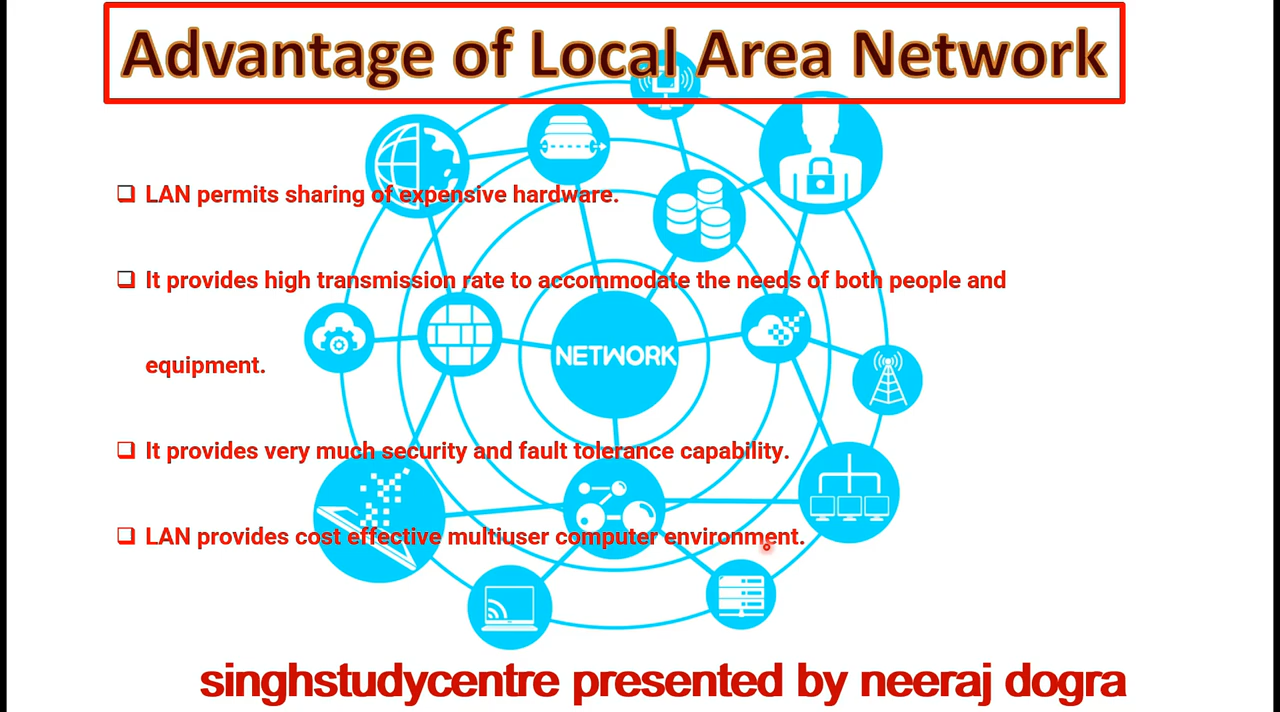 Advantage of Local Area Network
❑ LAN permits sharing of expensive hardware.
❑ It provides high transmission rate to accommodate the needs of both people and
equipment.
NETWORK
❑ It provides very much security and fault tolerance capability.
❑ LAN provides cost effective multiuser computer environment.
singhstudycentre presented by neeraj dogra